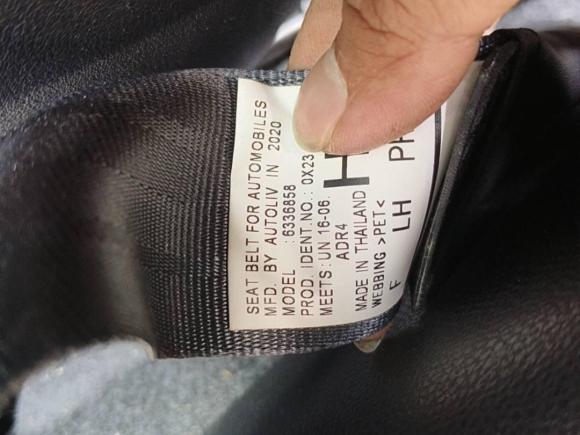 SEAT BELT FOR AUTOMOBILES
MFD. BY AUTOLIV IN 2020
MODEL :6336858
PROD. IDENT.NO.: 0X23
MEETS: UN 16-06.
ADR4
MADE IN THAILAND
WEBBING >PET<
F LH